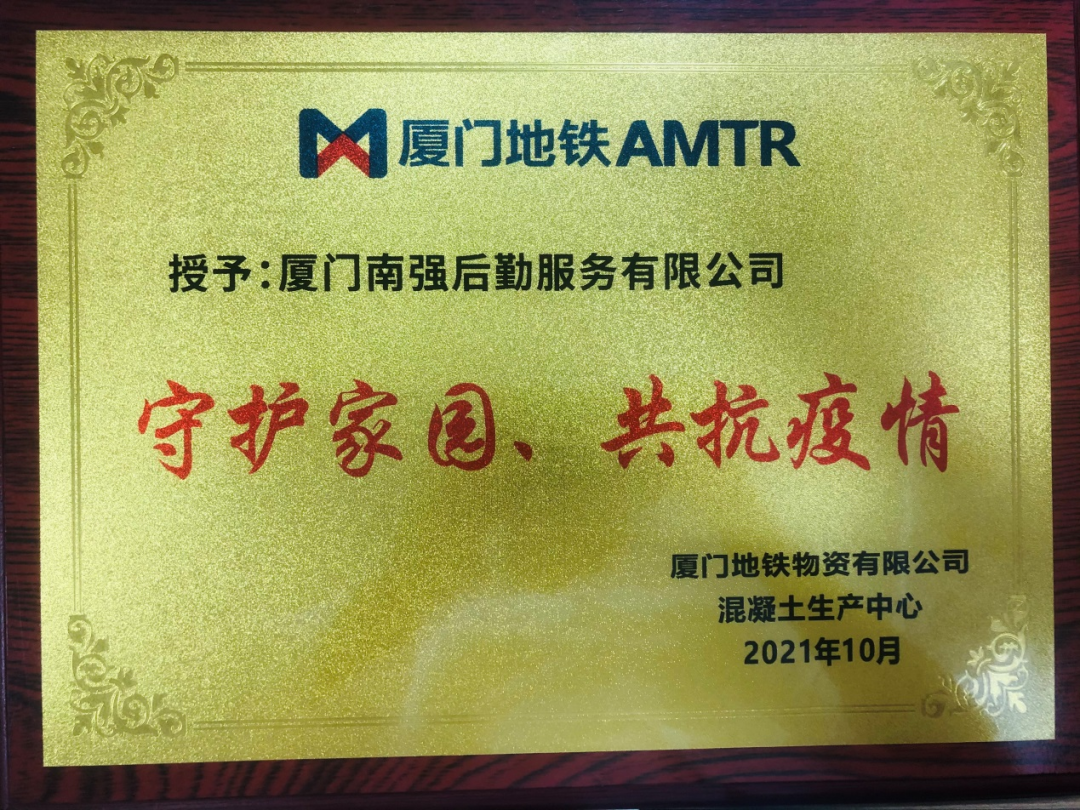 厦门地铁AMTR
授予：厦门南强后勤服务有限公司
守护家园、共抗疫情
厦门地铁物资有限公司
混凝土生产中心
2021年10月